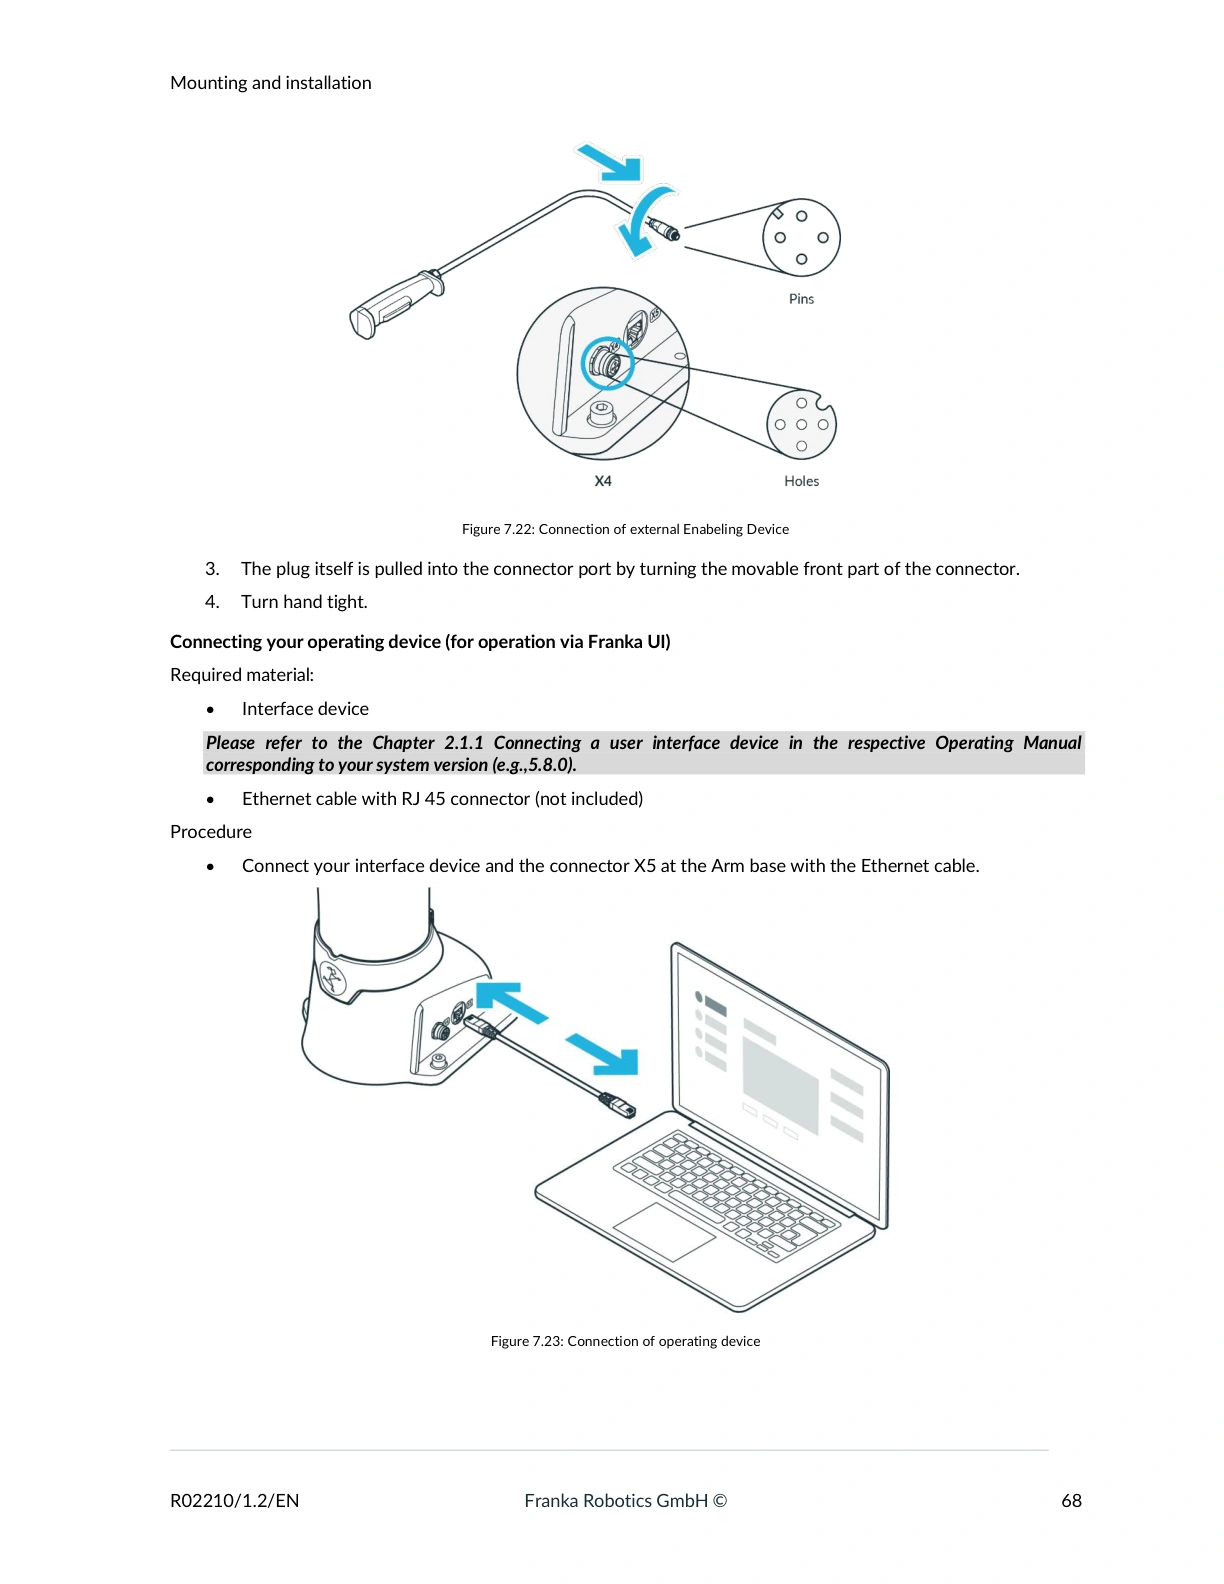 Mounting and installation
Pins
X5
X4
Holes
Figure 7.22: Connection of external Enabeling Device
3. The plug itself is pulled into the connector port by turning the movable front part of the connector.
4. Turn hand tight.
Connecting your operating device (for operation via Franka UI)
Required material:
• Interface device
Please refer to the Chapter 2.1.1 Connecting a user interface device in the respective Operating Manual
corresponding to your system version (e.g.,5.8.0).
• Ethernet cable with RJ 45 connector (not included)
Procedure
• Connect your interface device and the connector X5 at the Arm base with the Ethernet cable.
Figure 7.23: Connection of operating device
R02210/1.2/EN
Franka Robotics GmbH ©
68